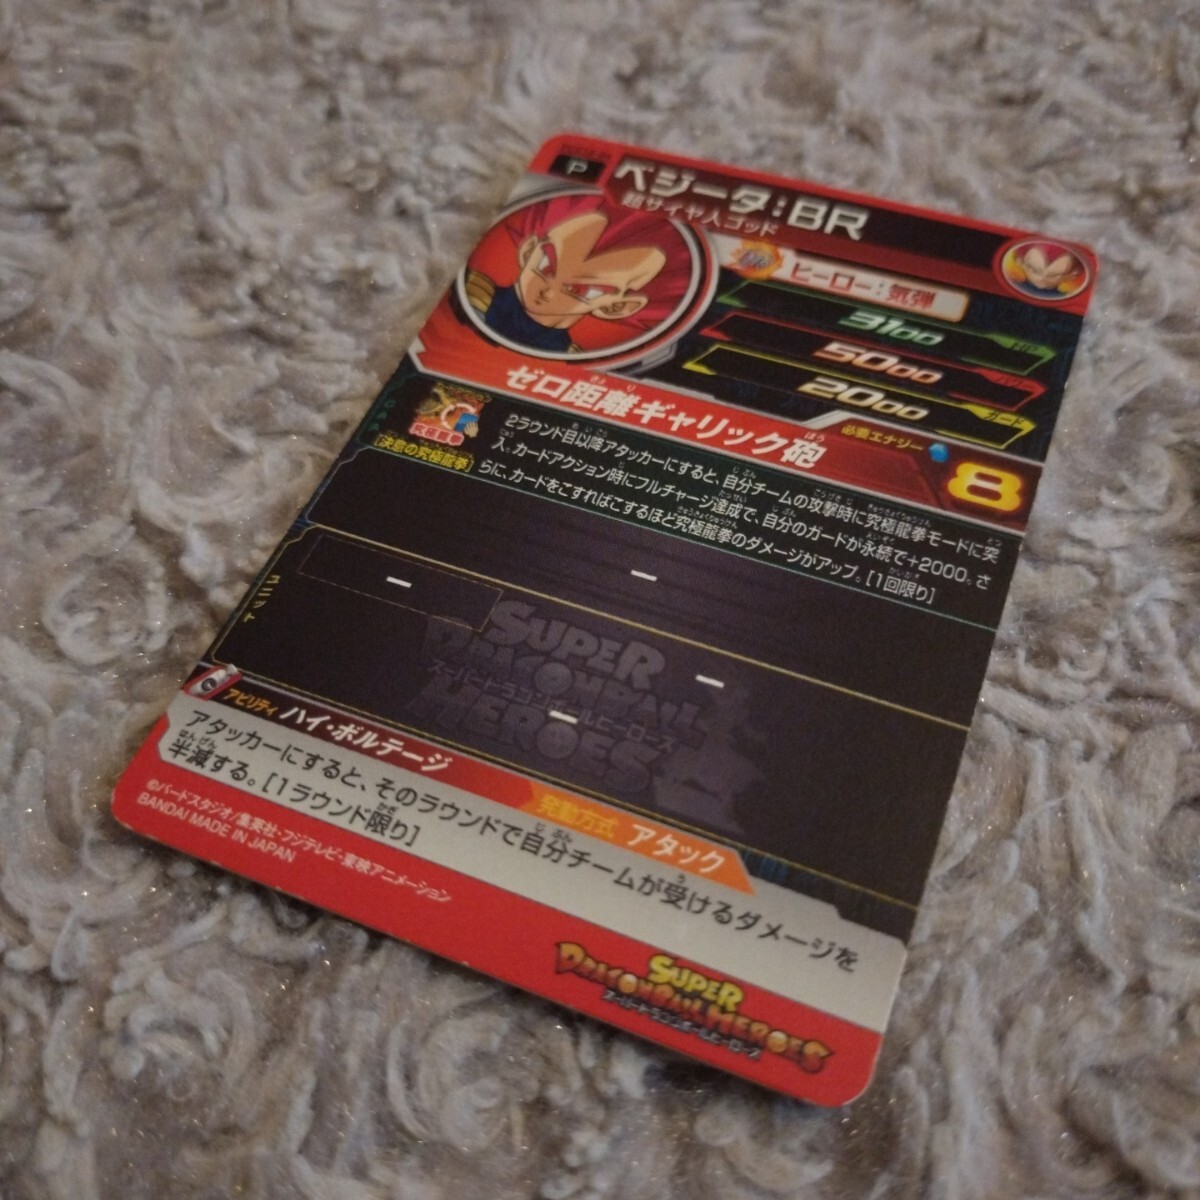 P
ベジータ:BR
超サイヤ人ゴッド
ヒーロー:気弾
3100
5000 パワー
2000 ガード
ゼロ距離ギャリック砲
必要エナジー 8
究極龍拳
[決意の究極龍拳]
2ラウンド目以降アタッカーにすると、自分チームの攻撃時に究極龍拳モードに突
入。カードアクション時にフルチャージ達成で、自分のガードが永続で+2000。さ
らに、カードをこすればこするほど究極龍拳のダメージがアップ。[1回限り]
ー
ー
ユニット
ー
ー
SUPER
DRAGONBALL
スーパードラゴンボールヒーローズ
HEROES
アビリティ ハイ・ボルテージ
発動方式 アタック
アタッカーにすると、そのラウンドで自分チームが受けるダメージを
半減する。[1ラウンド限り]
©バードスタジオ/集英社・フジテレビ・東映アニメーション
BANDAI MADE IN JAPAN
SUPER
DRAGONBALL HEROES
スーパードラゴンボールヒーローズ